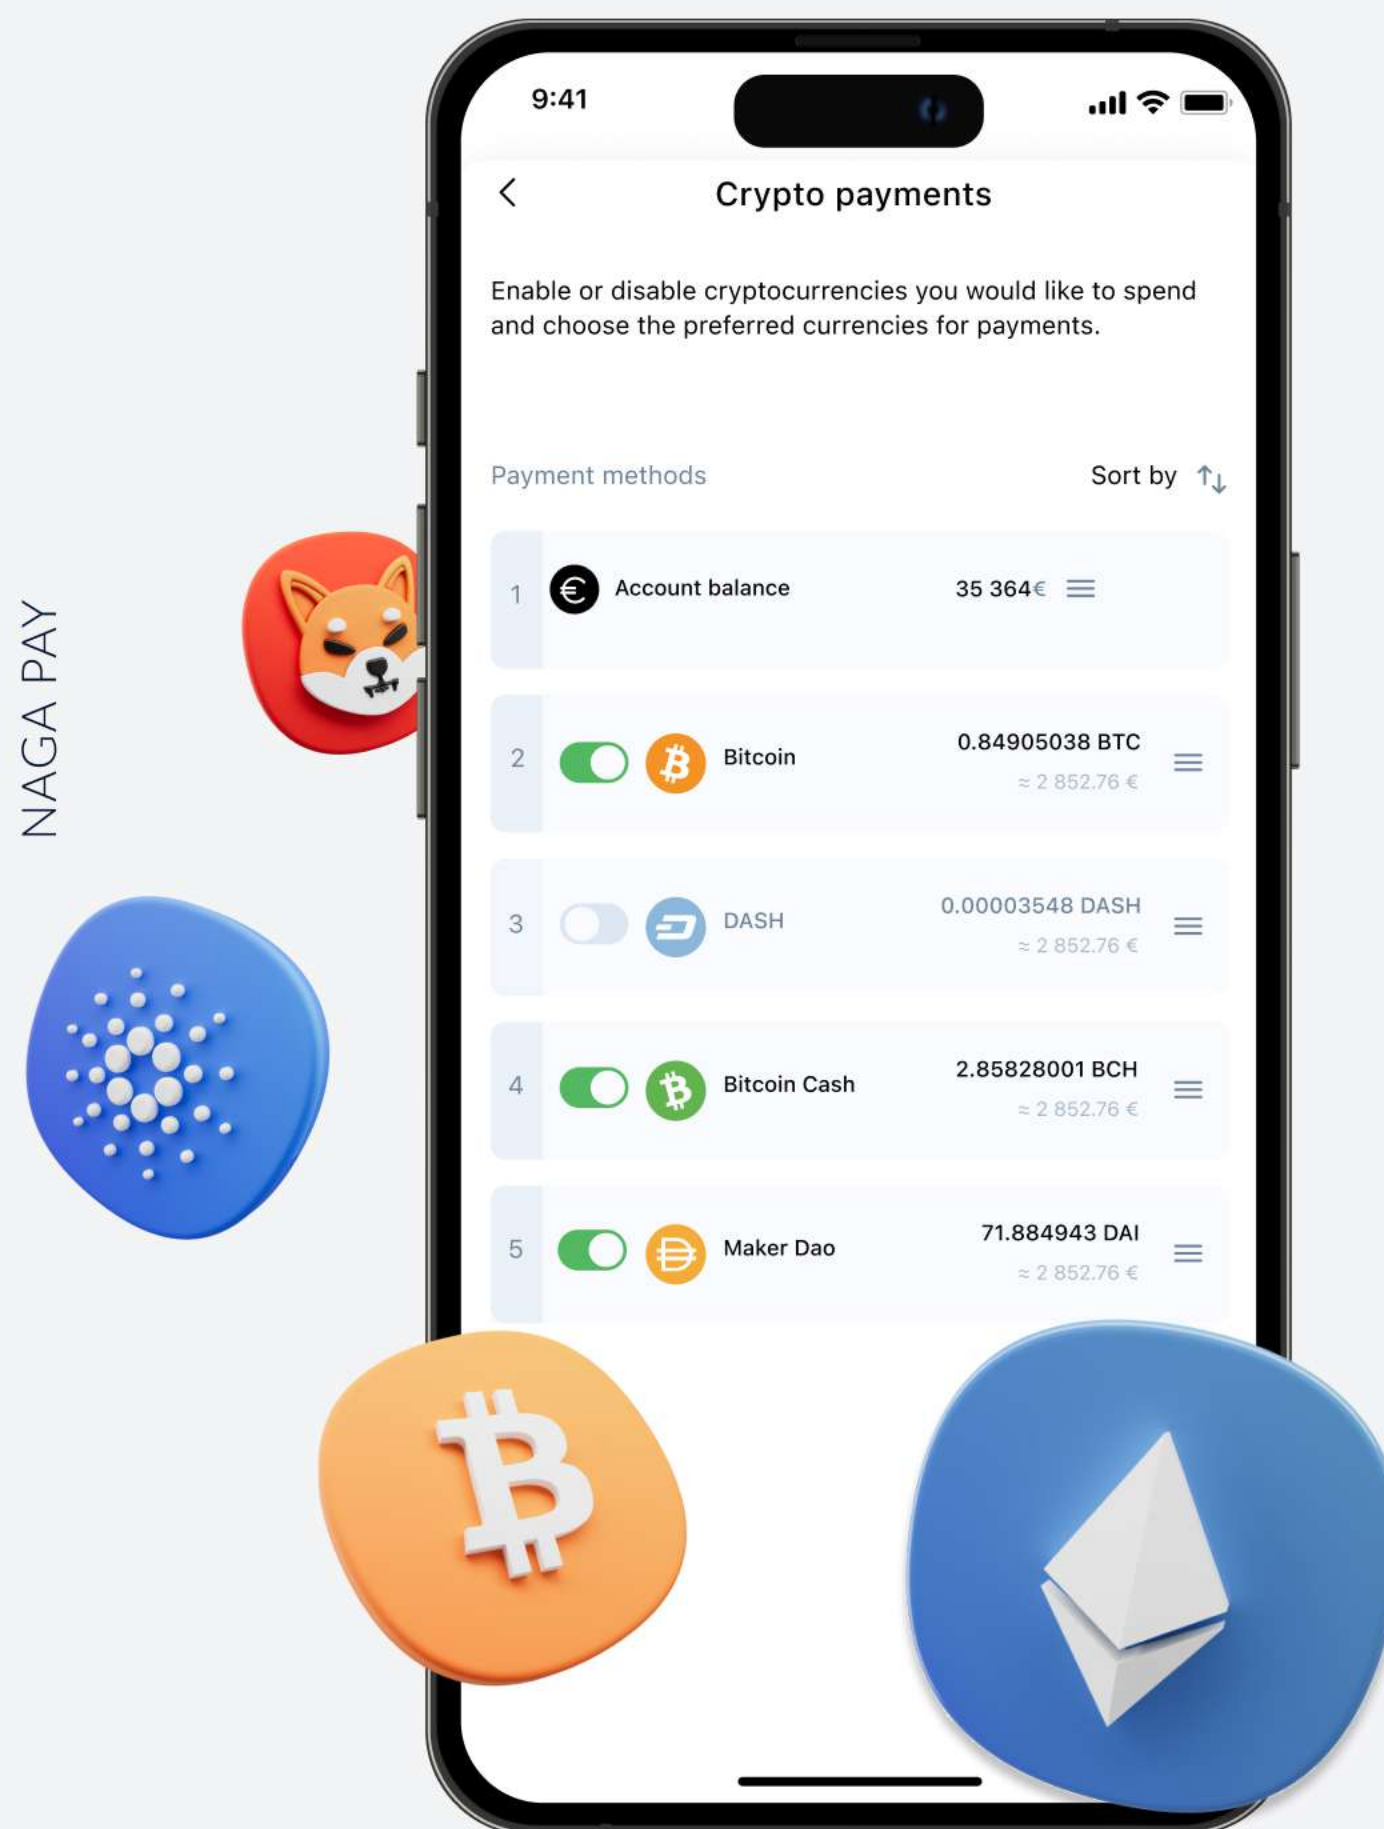 NAGA PAY
9:41
Crypto payments
Enable or disable cryptocurrencies you would like to spend
and choose the preferred currencies for payments.
Payment methods Sort by
1 Account balance 35 364€
2 Bitcoin 0.84905038 BTC
≈ 2 852.76 €
3 DASH 0.00003548 DASH
≈ 2 852.76 €
4 Bitcoin Cash 2.85828001 BCH
≈ 2 852.76 €
5 Maker Dao 71.884943 DAI
≈ 2 852.76 €